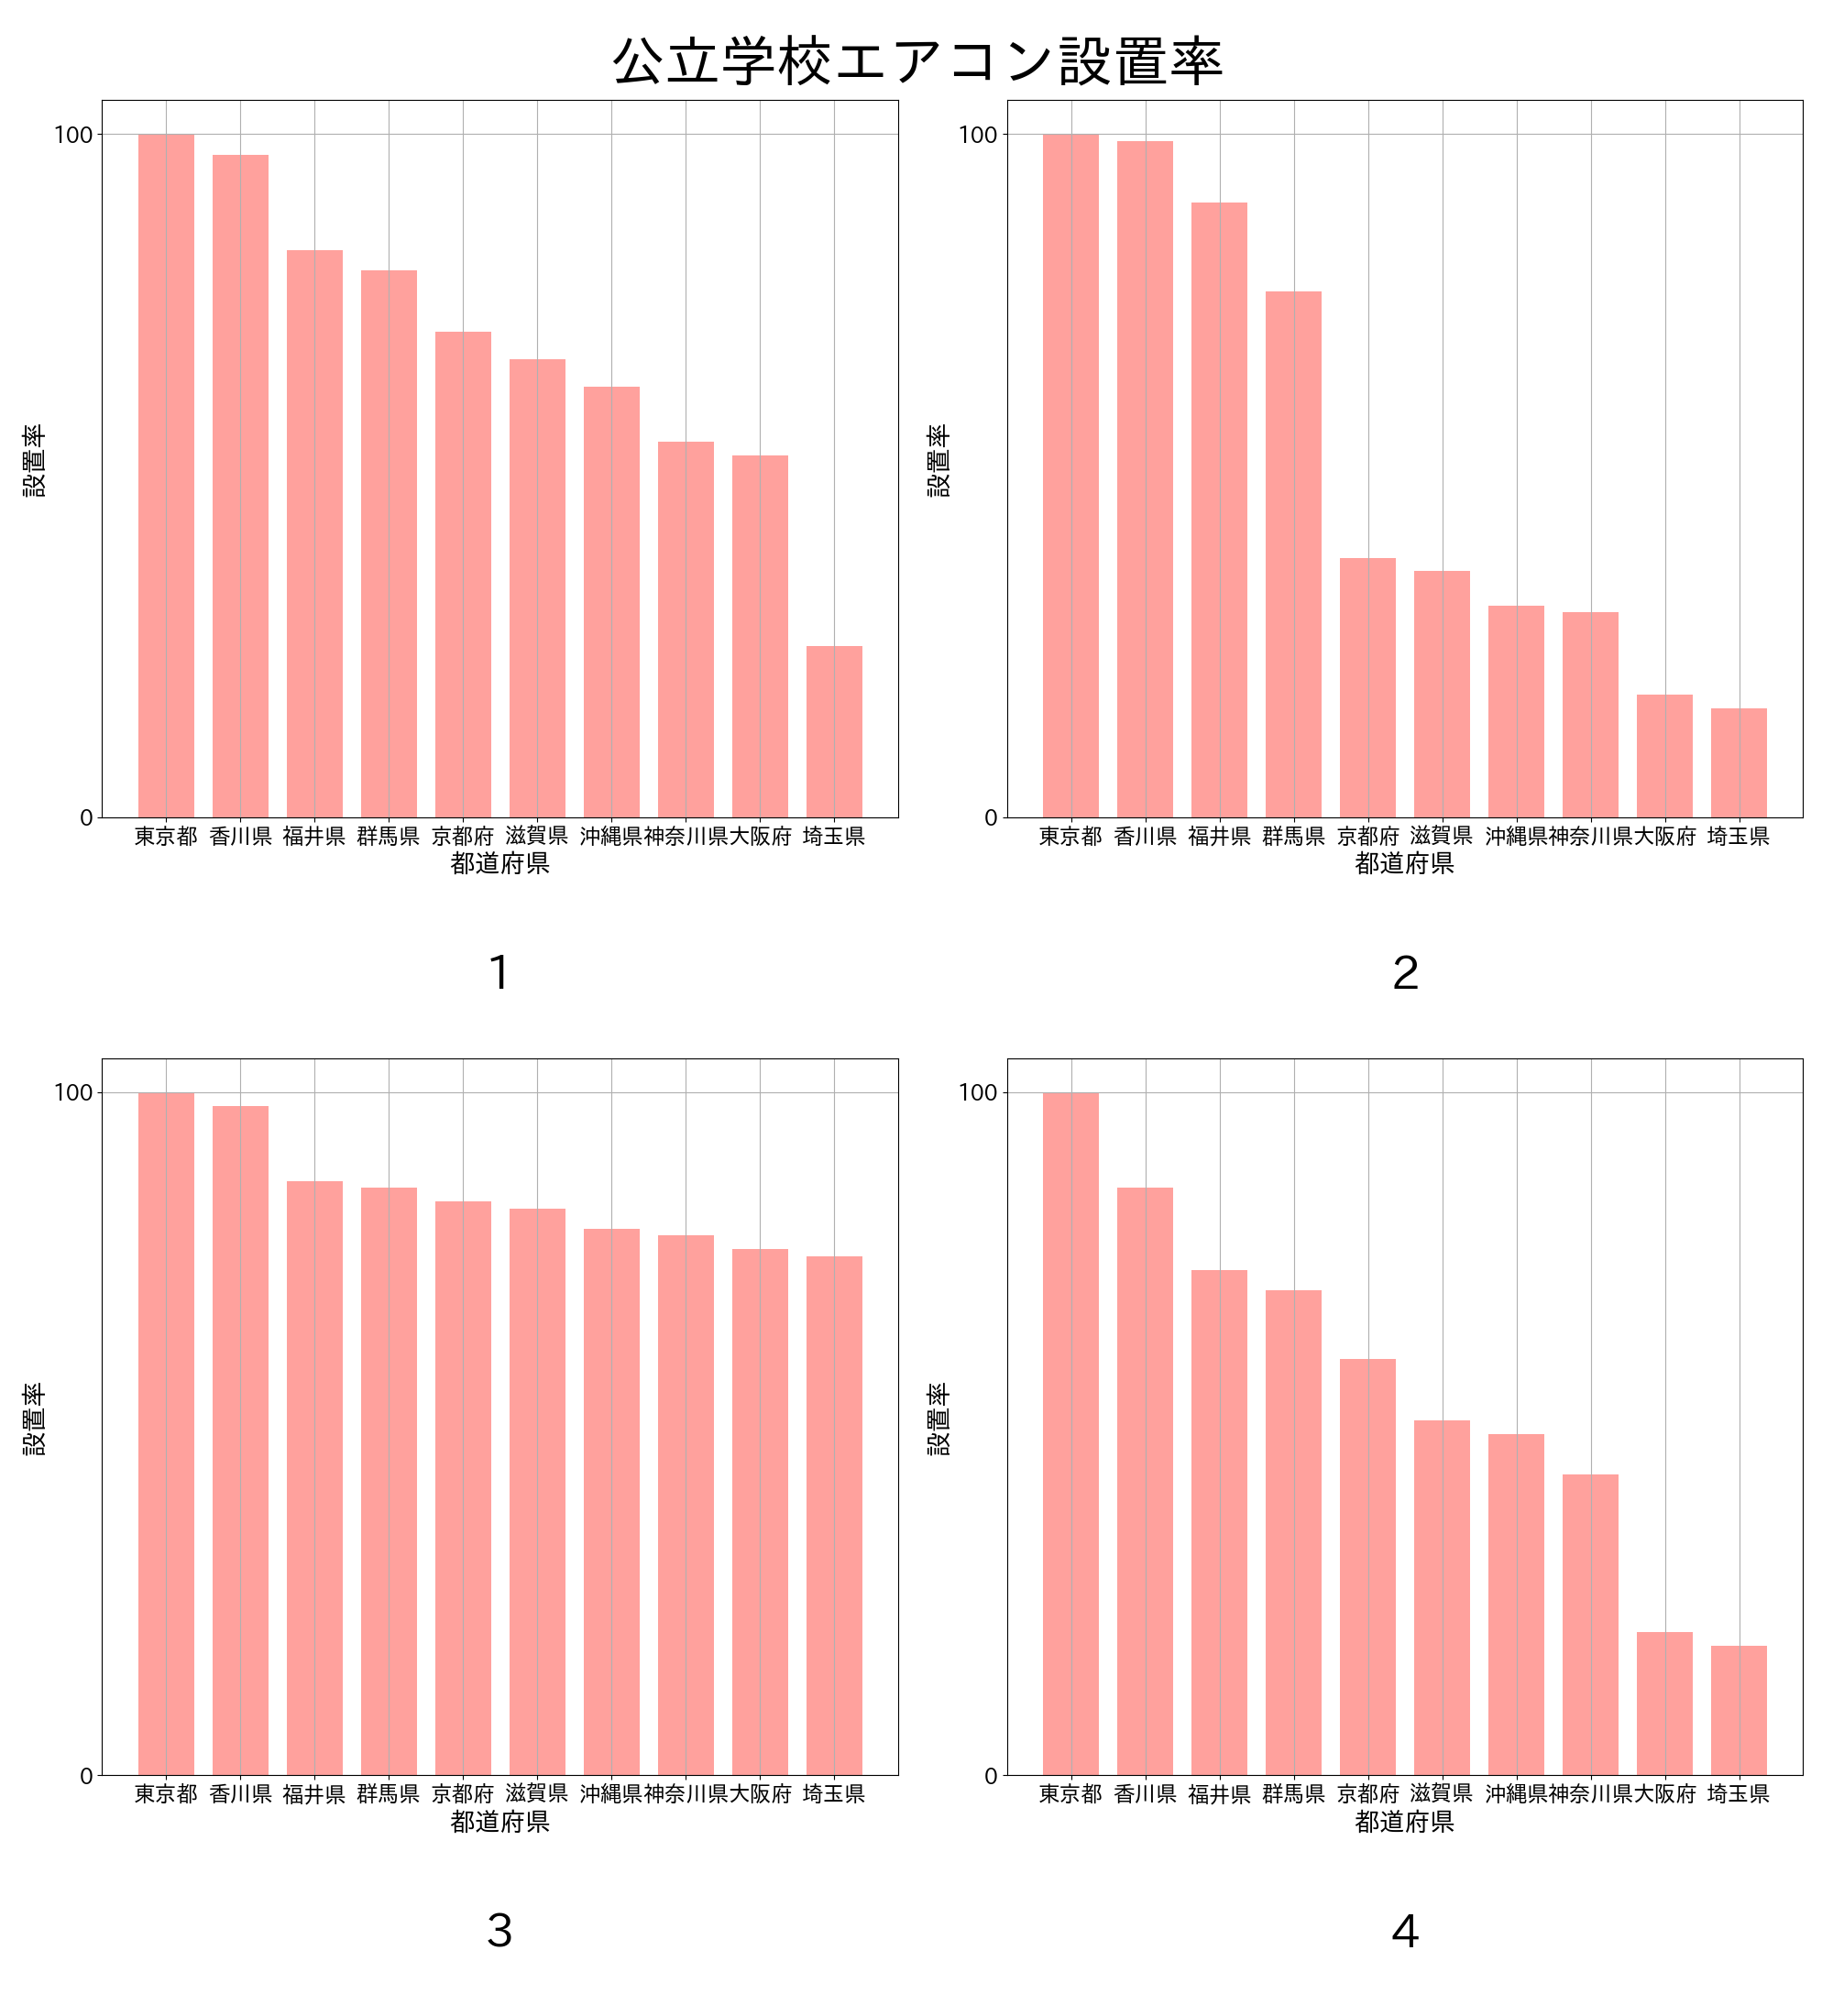 公立学校エアコン設置率
100
0
設置率
東京都 香川県 福井県 群馬県 京都府 滋賀県 沖縄県 神奈川県 大阪府 埼玉県
都道府県
1
100
0
設置率
東京都 香川県 福井県 群馬県 京都府 滋賀県 沖縄県 神奈川県 大阪府 埼玉県
都道府県
2
100
0
設置率
東京都 香川県 福井県 群馬県 京都府 滋賀県 沖縄県 神奈川県 大阪府 埼玉県
都道府県
3
100
0
設置率
東京都 香川県 福井県 群馬県 京都府 滋賀県 沖縄県 神奈川県 大阪府 埼玉県
都道府県
4